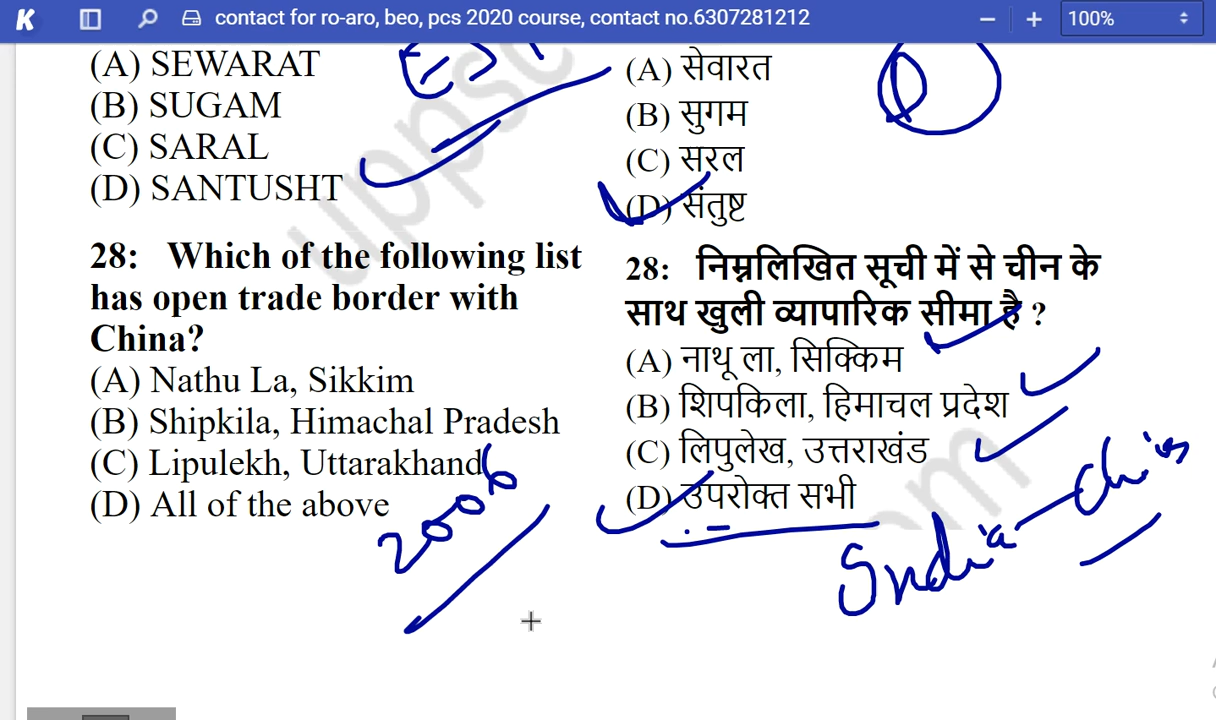 K contact for ro-aro, beo, pcs 2020 course, contact no.6307281212 100%
(A) SEWARAT
(B) SUGAM
(C) SARAL
(D) SANTUSHT
28: Which of the following list
has open trade border with
China?
(A) Nathu La, Sikkim
(B) Shipkila, Himachal Pradesh
(C) Lipulekh, Uttarakhand
(D) All of the above
2006
(A) सेवारत
(B) सुगम
(C) सरल
(D) संतुष्ट
28: निम्नलिखित सूची में से चीन के
साथ खुली व्यापारिक सीमा है ?
(A) नाथू ला, सिक्किम
(B) शिपकिला, हिमाचल प्रदेश
(C) लिपुलेख, उत्तराखंड
(D) उपरोक्त सभी
India - China
uppsc
om